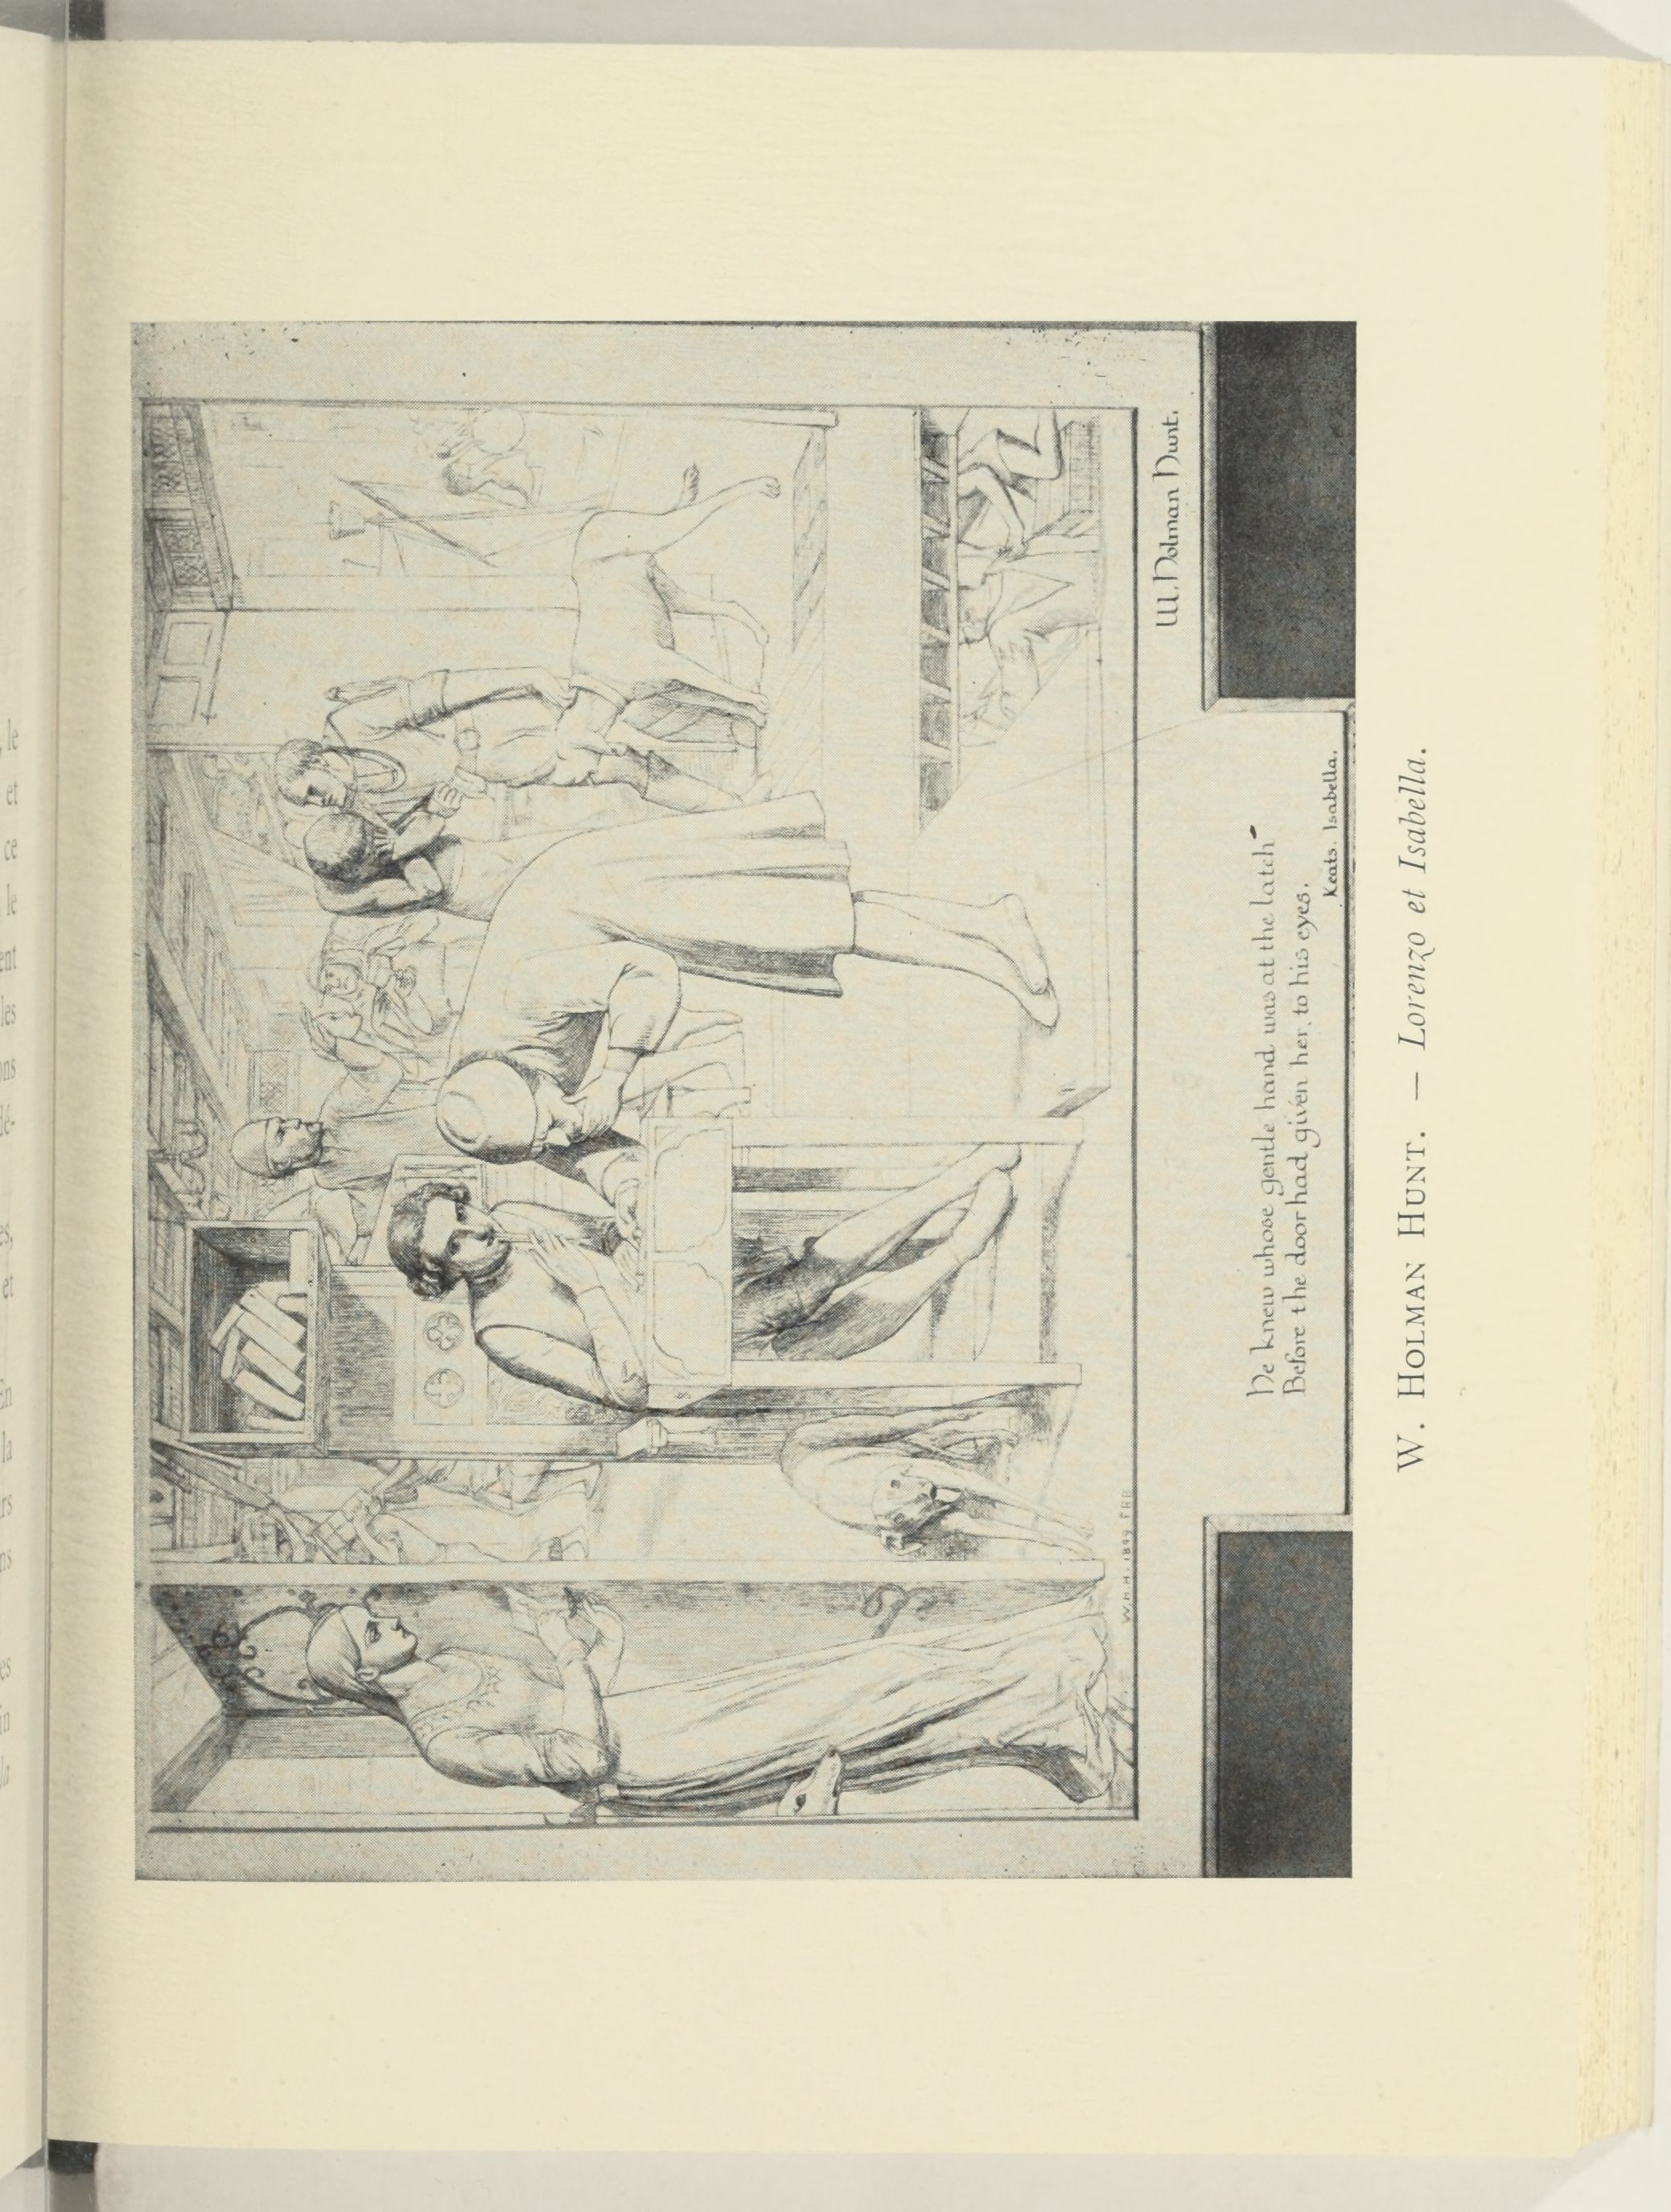 W.H.H. 1849 PRB
W. Holman Hunt.
He knew whose gentle hand was at the latch
Before the door had given her to his eyes.
Keats. Isabella.
W. HOLMAN HUNT. — Lorenzo et Isabella.